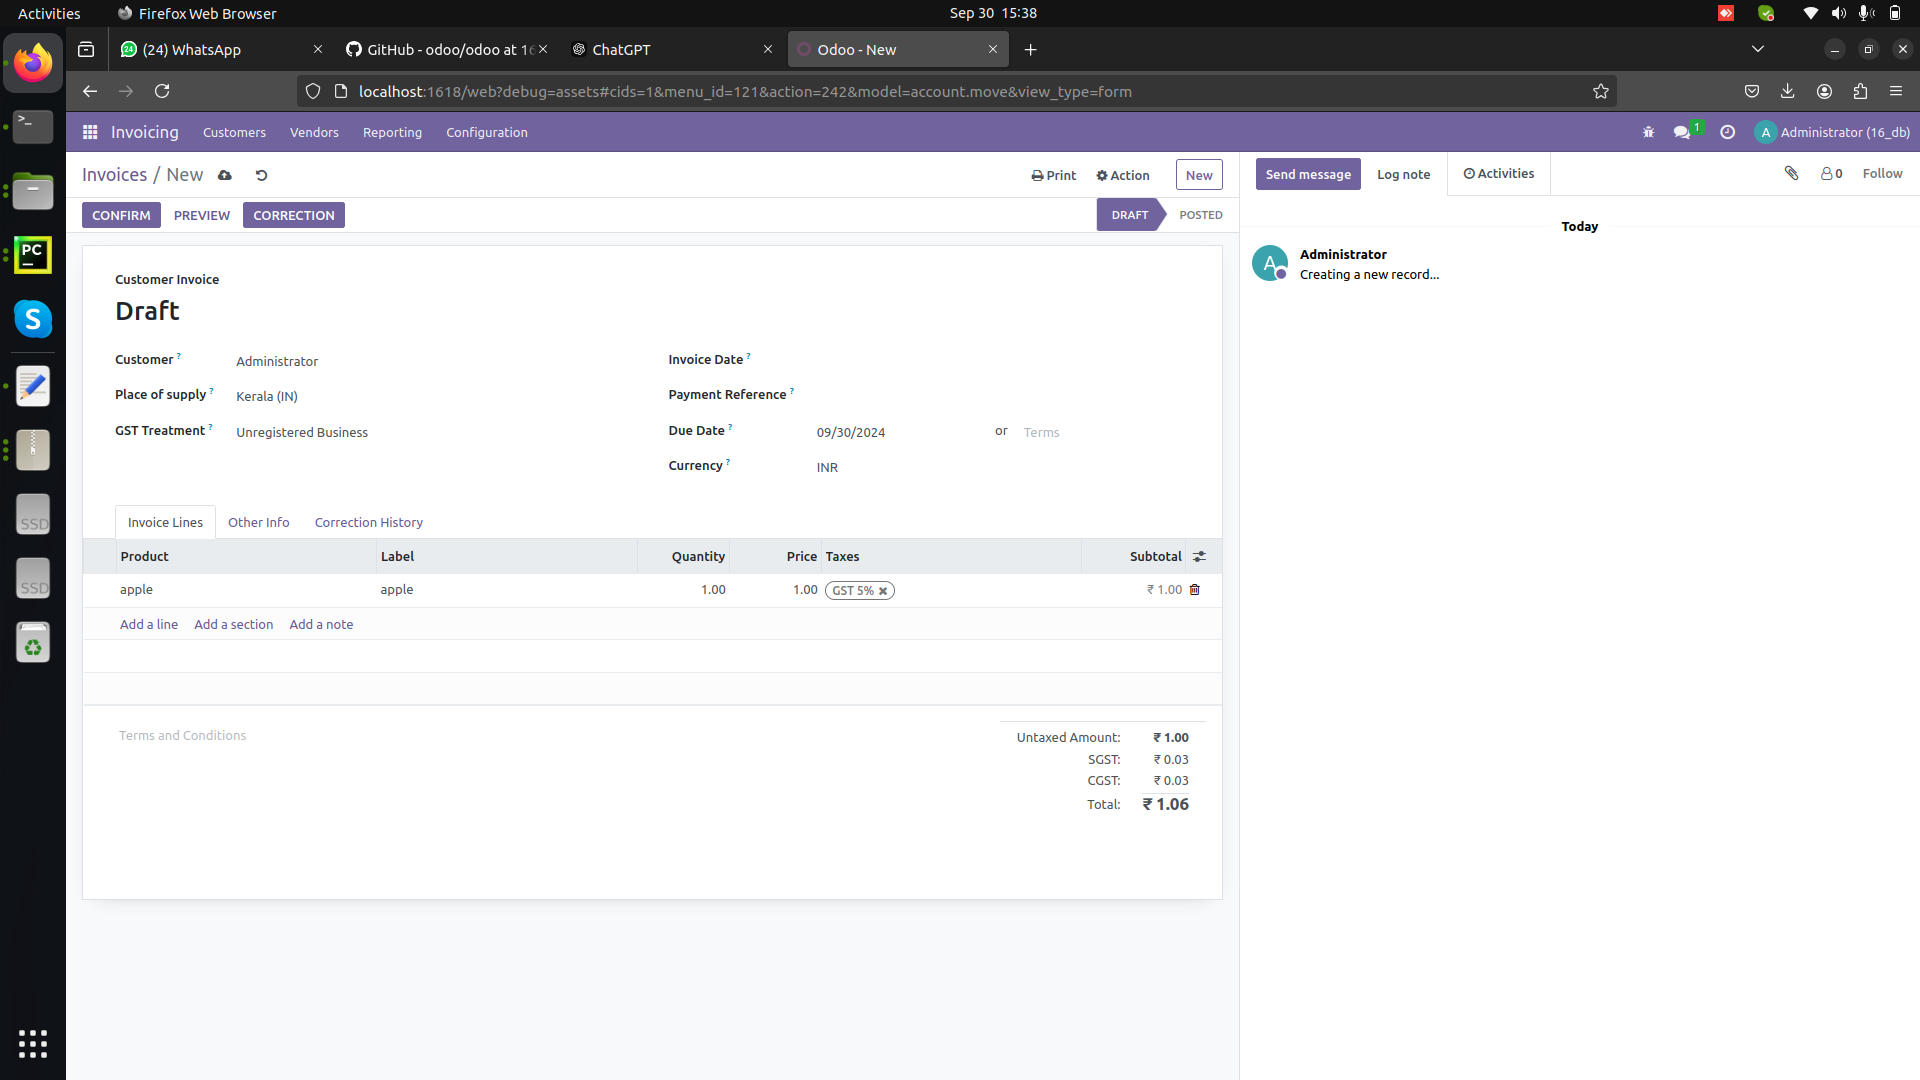 Activities
Firefox Web Browser
Sep 30 15:38
(24) WhatsApp
GitHub - odoo/odoo at 16
ChatGPT
Odoo - New
localhost:1618/web?debug=assets#cids=1&menu_id=121&action=242&model=account.move&view_type=form
Invoicing
Customers
Vendors
Reporting
Configuration
1
A
Administrator (16_db)
Invoices / New
Print
Action
New
Send message
Log note
Activities
0
Follow
CONFIRM
PREVIEW
CORRECTION
DRAFT
POSTED
Today
A
Administrator
Creating a new record...
Customer Invoice
Draft
Customer ?
Administrator
Invoice Date ?
Place of supply ?
Kerala (IN)
Payment Reference ?
GST Treatment ?
Unregistered Business
Due Date ?
09/30/2024
or
Terms
Currency ?
INR
Invoice Lines
Other Info
Correction History
Product
Label
Quantity
Price
Taxes
Subtotal
apple
apple
1.00
1.00
GST 5%
₹ 1.00
Add a line
Add a section
Add a note
Terms and Conditions
Untaxed Amount: ₹ 1.00
SGST: ₹ 0.03
CGST: ₹ 0.03
Total: ₹ 1.06
PC
S
SSD
SSD